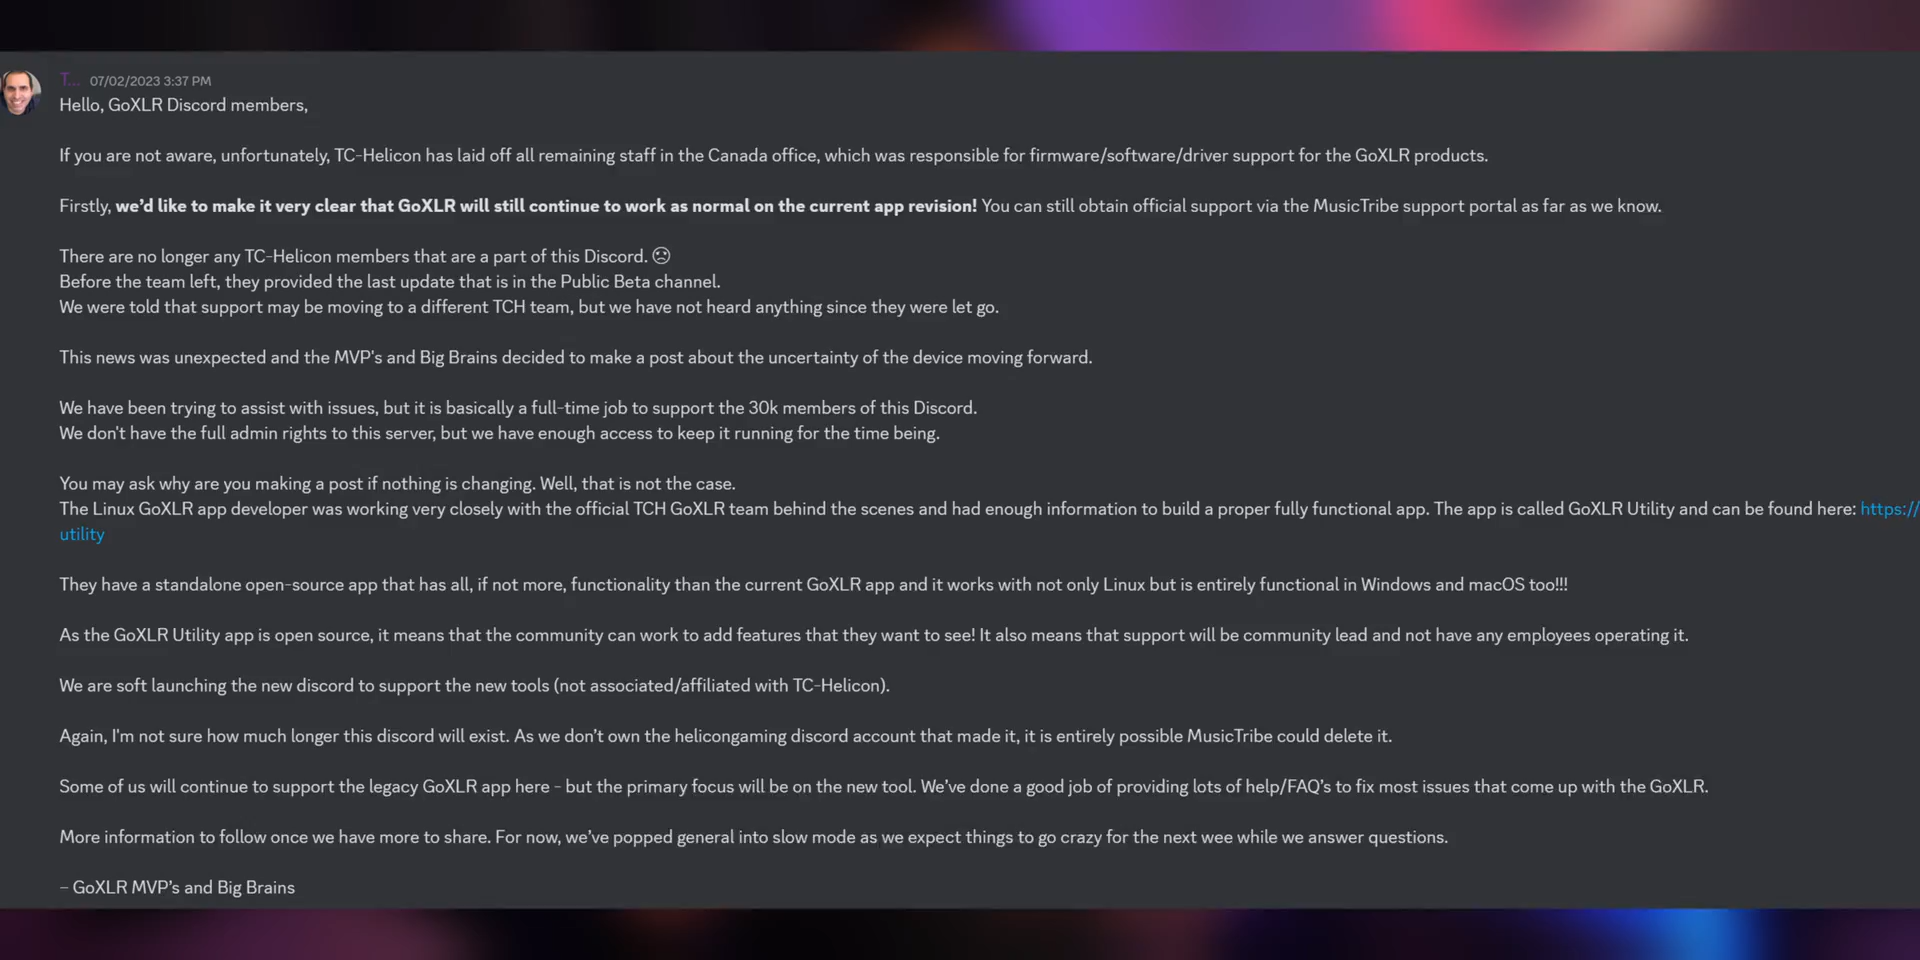 T... 07/02/2023 3:37 PM
Hello, GoXLR Discord members,
If you are not aware, unfortunately, TC-Helicon has laid off all remaining staff in the Canada office, which was responsible for firmware/software/driver support for the GoXLR products.
Firstly, we'd like to make it very clear that GoXLR will still continue to work as normal on the current app revision! You can still obtain official support via the MusicTribe support portal as far as we know.
There are no longer any TC-Helicon members that are a part of this Discord. ☹
Before the team left, they provided the last update that is in the Public Beta channel.
We were told that support may be moving to a different TCH team, but we have not heard anything since they were let go.
This news was unexpected and the MVP's and Big Brains decided to make a post about the uncertainty of the device moving forward.
We have been trying to assist with issues, but it is basically a full-time job to support the 30k members of this Discord.
We don't have the full admin rights to this server, but we have enough access to keep it running for the time being.
You may ask why are you making a post if nothing is changing. Well, that is not the case.
The Linux GoXLR app developer was working very closely with the official TCH GoXLR team behind the scenes and had enough information to build a proper fully functional app. The app is called GoXLR Utility and can be found here: https://
utility
They have a standalone open-source app that has all, if not more, functionality than the current GoXLR app and it works with not only Linux but is entirely functional in Windows and macOS too!!!
As the GoXLR Utility app is open source, it means that the community can work to add features that they want to see! It also means that support will be community lead and not have any employees operating it.
We are soft launching the new discord to support the new tools (not associated/affiliated with TC-Helicon).
Again, I'm not sure how much longer this discord will exist. As we don't own the helicongaming discord account that made it, it is entirely possible MusicTribe could delete it.
Some of us will continue to support the legacy GoXLR app here - but the primary focus will be on the new tool. We've done a good job of providing lots of help/FAQ's to fix most issues that come up with the GoXLR.
More information to follow once we have more to share. For now, we've popped general into slow mode as we expect things to go crazy for the next wee while we answer questions.
– GoXLR MVP's and Big Brains